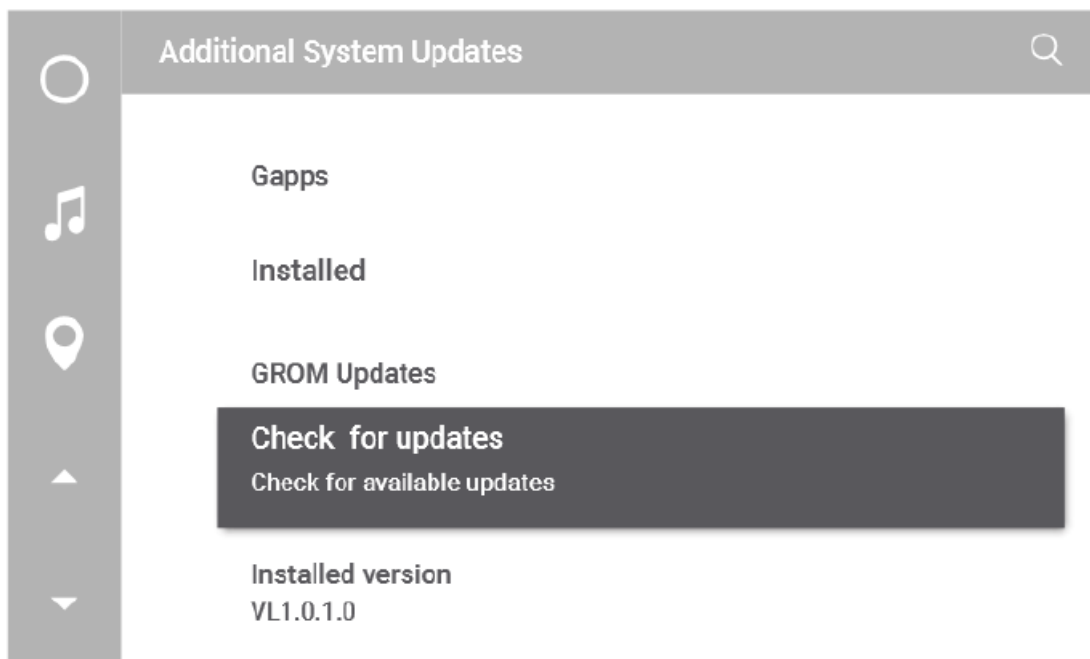 Additional System Updates
Gapps
Installed
GROM Updates
Check for updates
Check for available updates
Installed version
VL1.0.1.0